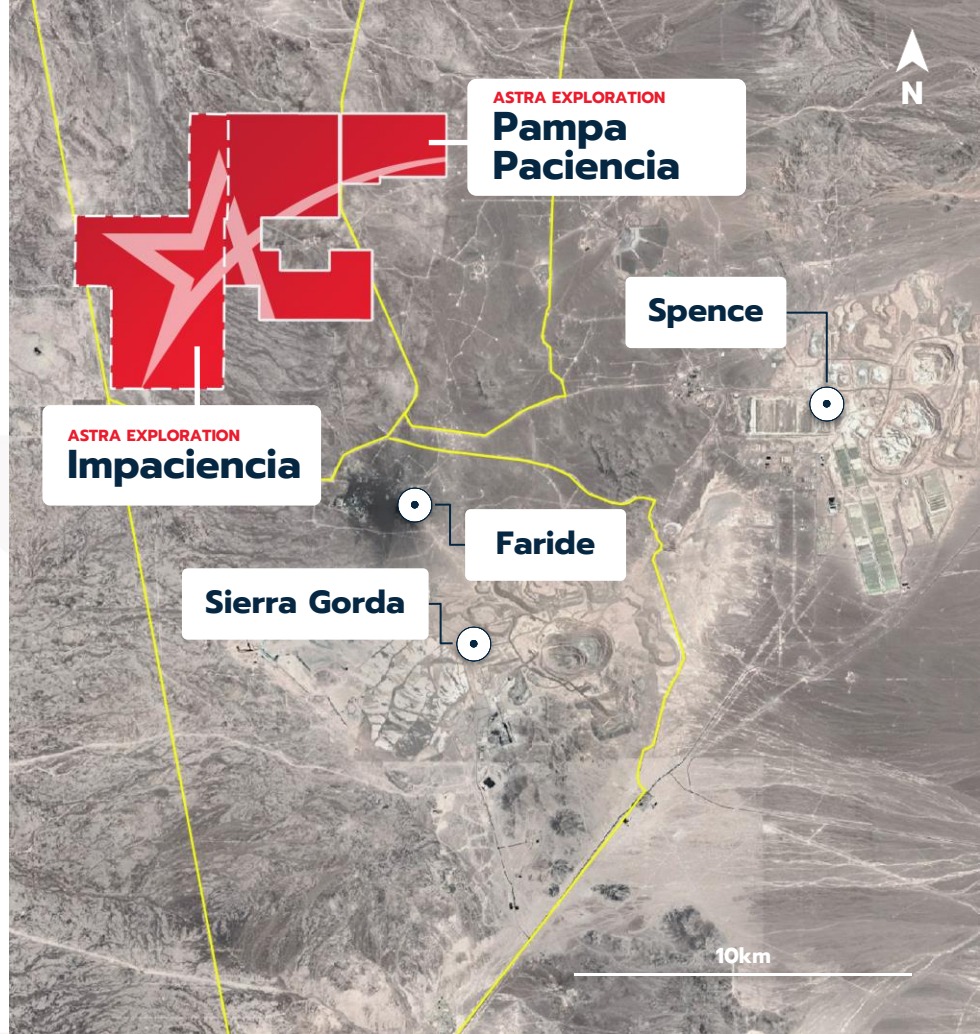 N
ASTRA EXPLORATION
Pampa
Paciencia
Spence
ASTRA EXPLORATION
Impaciencia
Faride
Sierra Gorda
10km